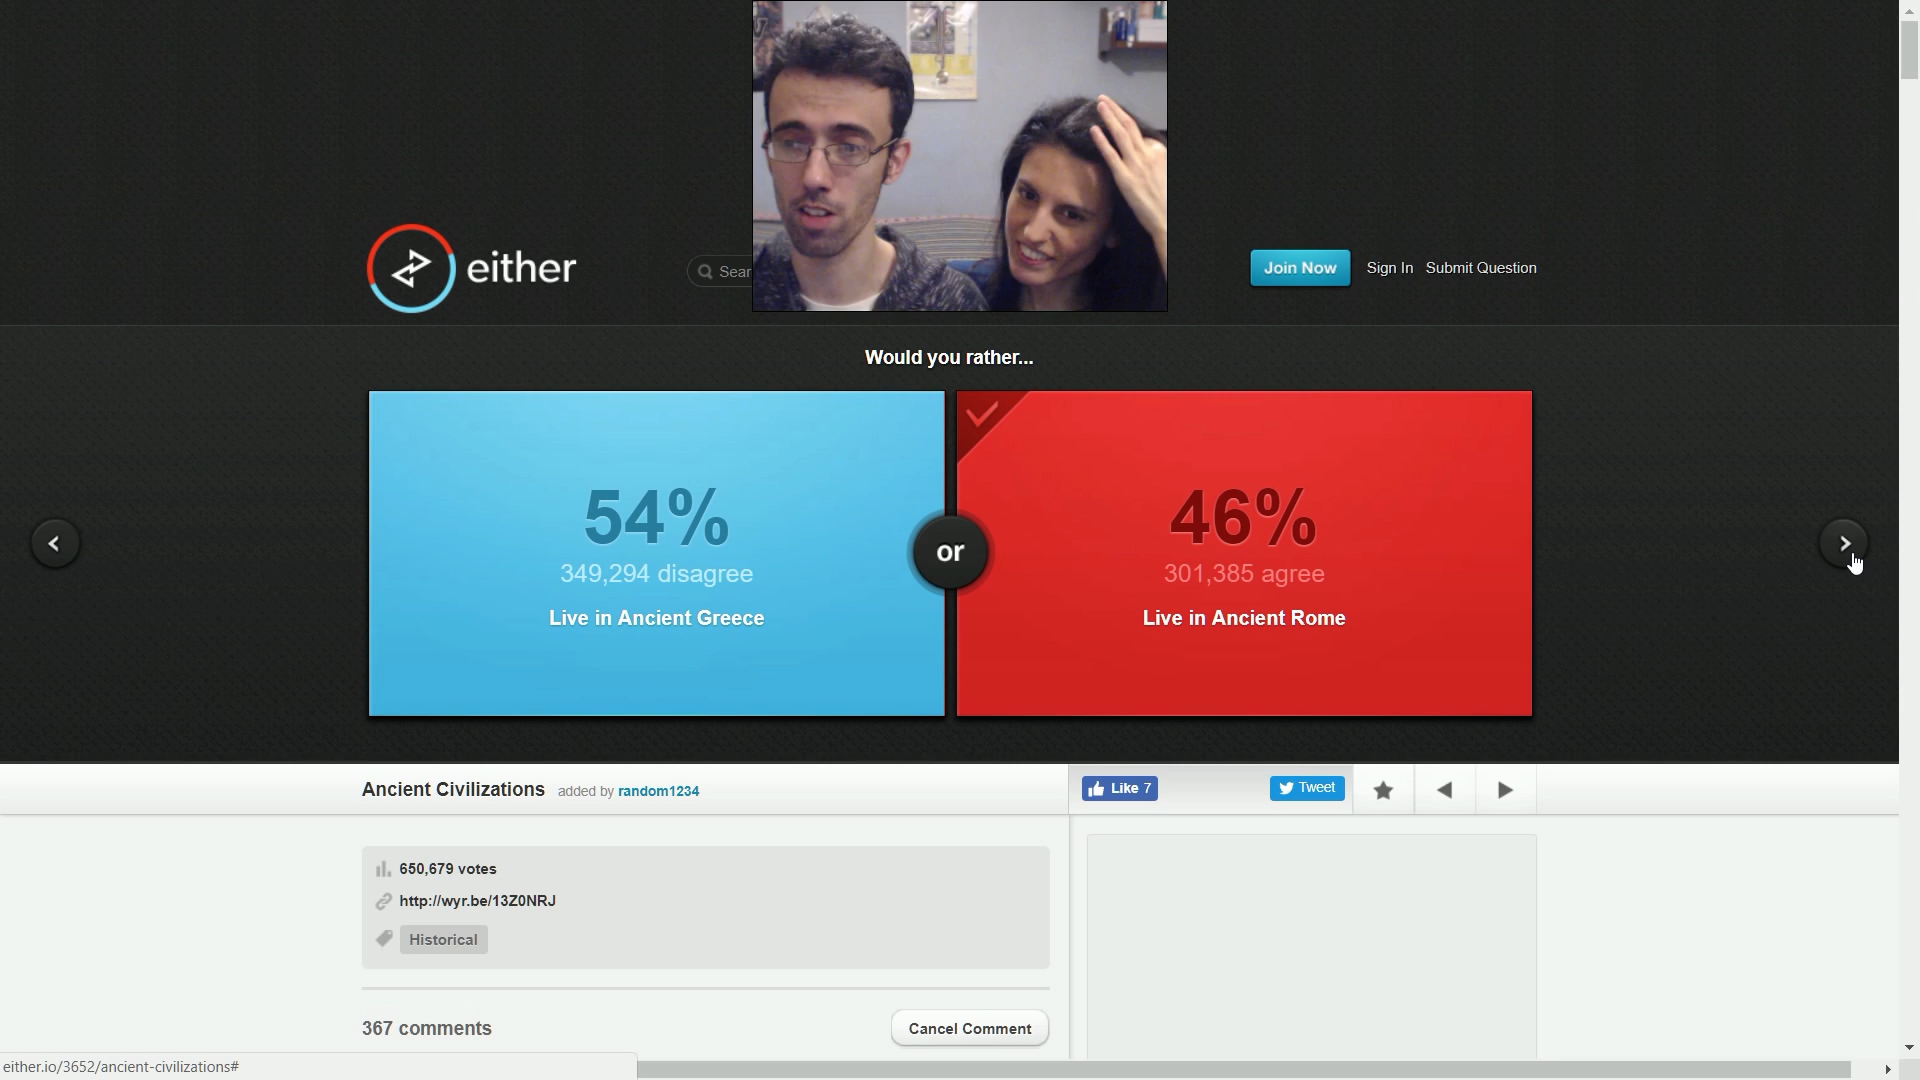 either
Sear
Join Now
Sign In
Submit Question
Would you rather...
54%
349,294 disagree
Live in Ancient Greece
or
46%
301,385 agree
Live in Ancient Rome
Ancient Civilizations added by random1234
Like 7
Tweet
650,679 votes
http://wyr.be/13Z0NRJ
Historical
367 comments
Cancel Comment
either.io/3652/ancient-civilizations#